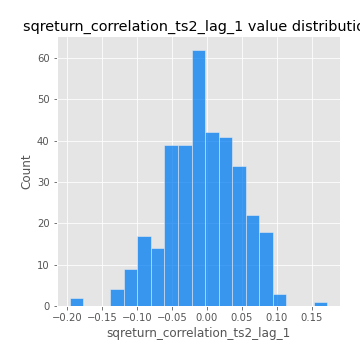 sqreturn_correlation_ts2_lag_1 value distributio
60
50
40
30
20
10
0
Count
−0.20 −0.15 −0.10 −0.05 0.00 0.05 0.10 0.15
sqreturn_correlation_ts2_lag_1